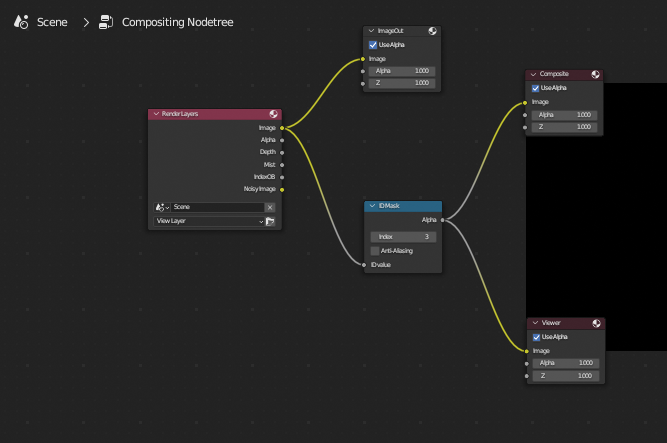 Scene > Compositing Nodetree
ImageOut
Use Alpha
Image
Alpha 1.000
Z 1.000
Composite
Use Alpha
Image
Alpha 1.000
Z 1.000
Render Layers
Image
Alpha
Depth
Mist
IndexOB
Noisy Image
Scene
View Layer
ID Mask
Alpha
Index 3
Anti-Aliasing
ID value
Viewer
Use Alpha
Image
Alpha 1.000
Z 1.000